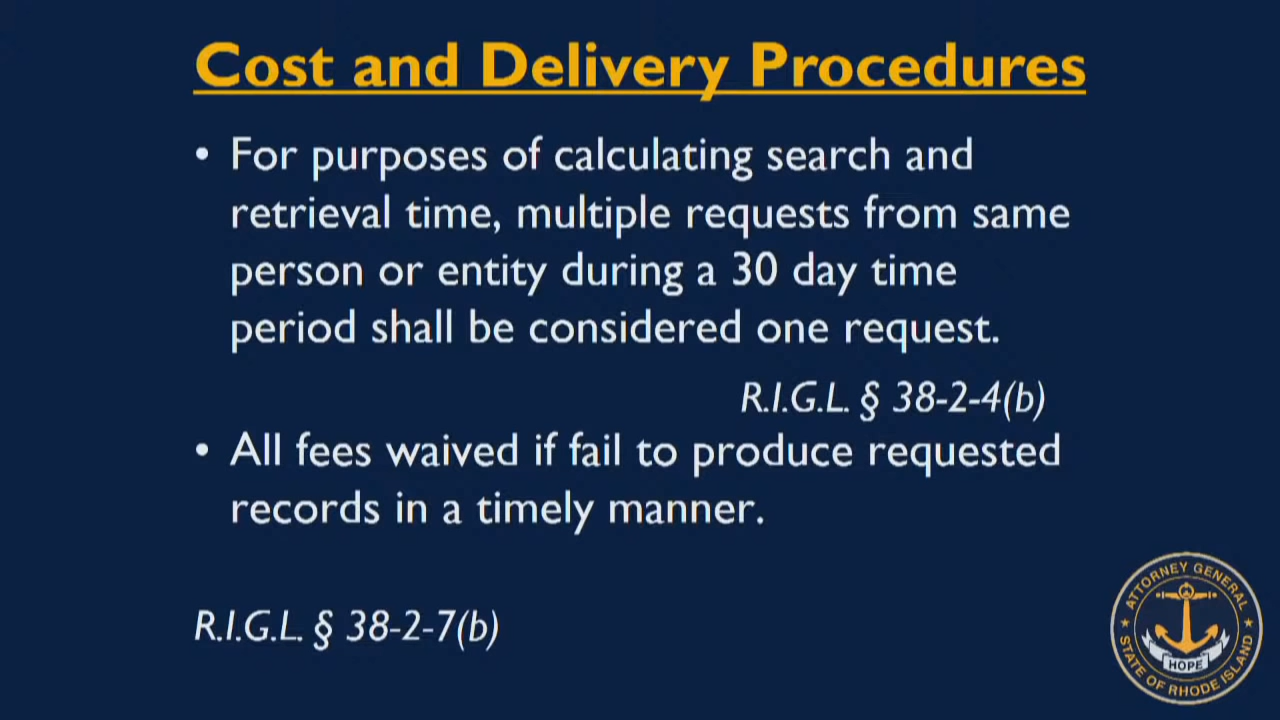 Cost and Delivery Procedures
• For purposes of calculating search and
retrieval time, multiple requests from same
person or entity during a 30 day time
period shall be considered one request.
R.I.G.L. § 38-2-4(b)
• All fees waived if fail to produce requested
records in a timely manner.
R.I.G.L. § 38-2-7(b)
ATTORNEY GENERAL
HOPE
STATE OF RHODE ISLAND